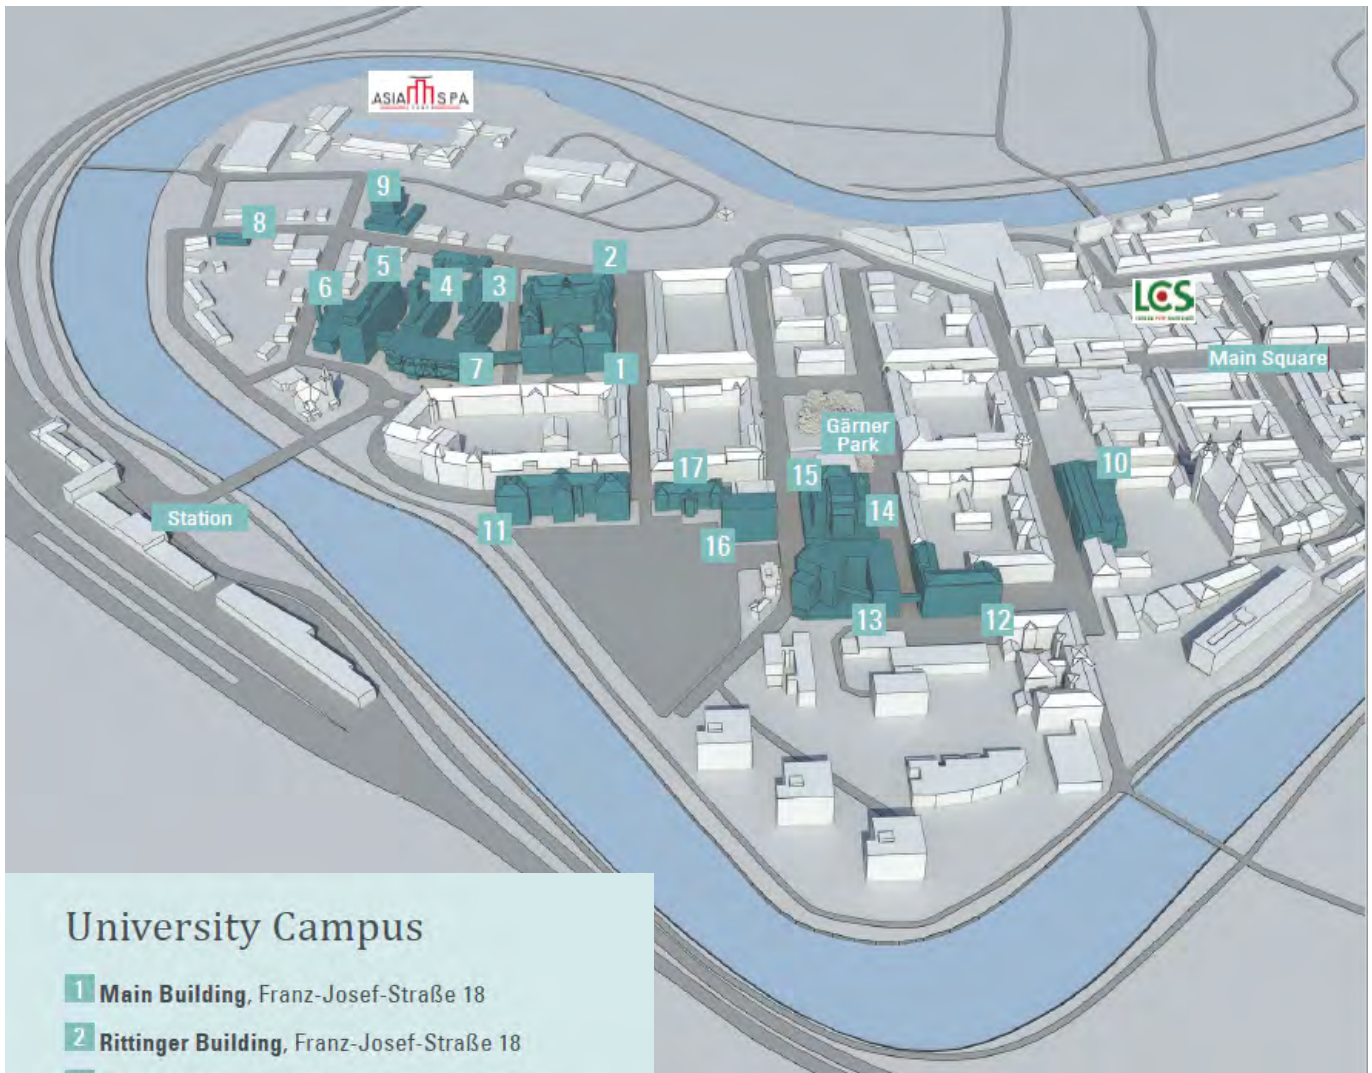 ASIA SPA
9
8
2
5
4
3
6
LCS
Main Square
7
1
Gärner
Park
10
17
15
14
Station
11
16
13
12
University Campus
1 Main Building, Franz-Josef-Straße 18
2 Rittinger Building, Franz-Josef-Straße 18